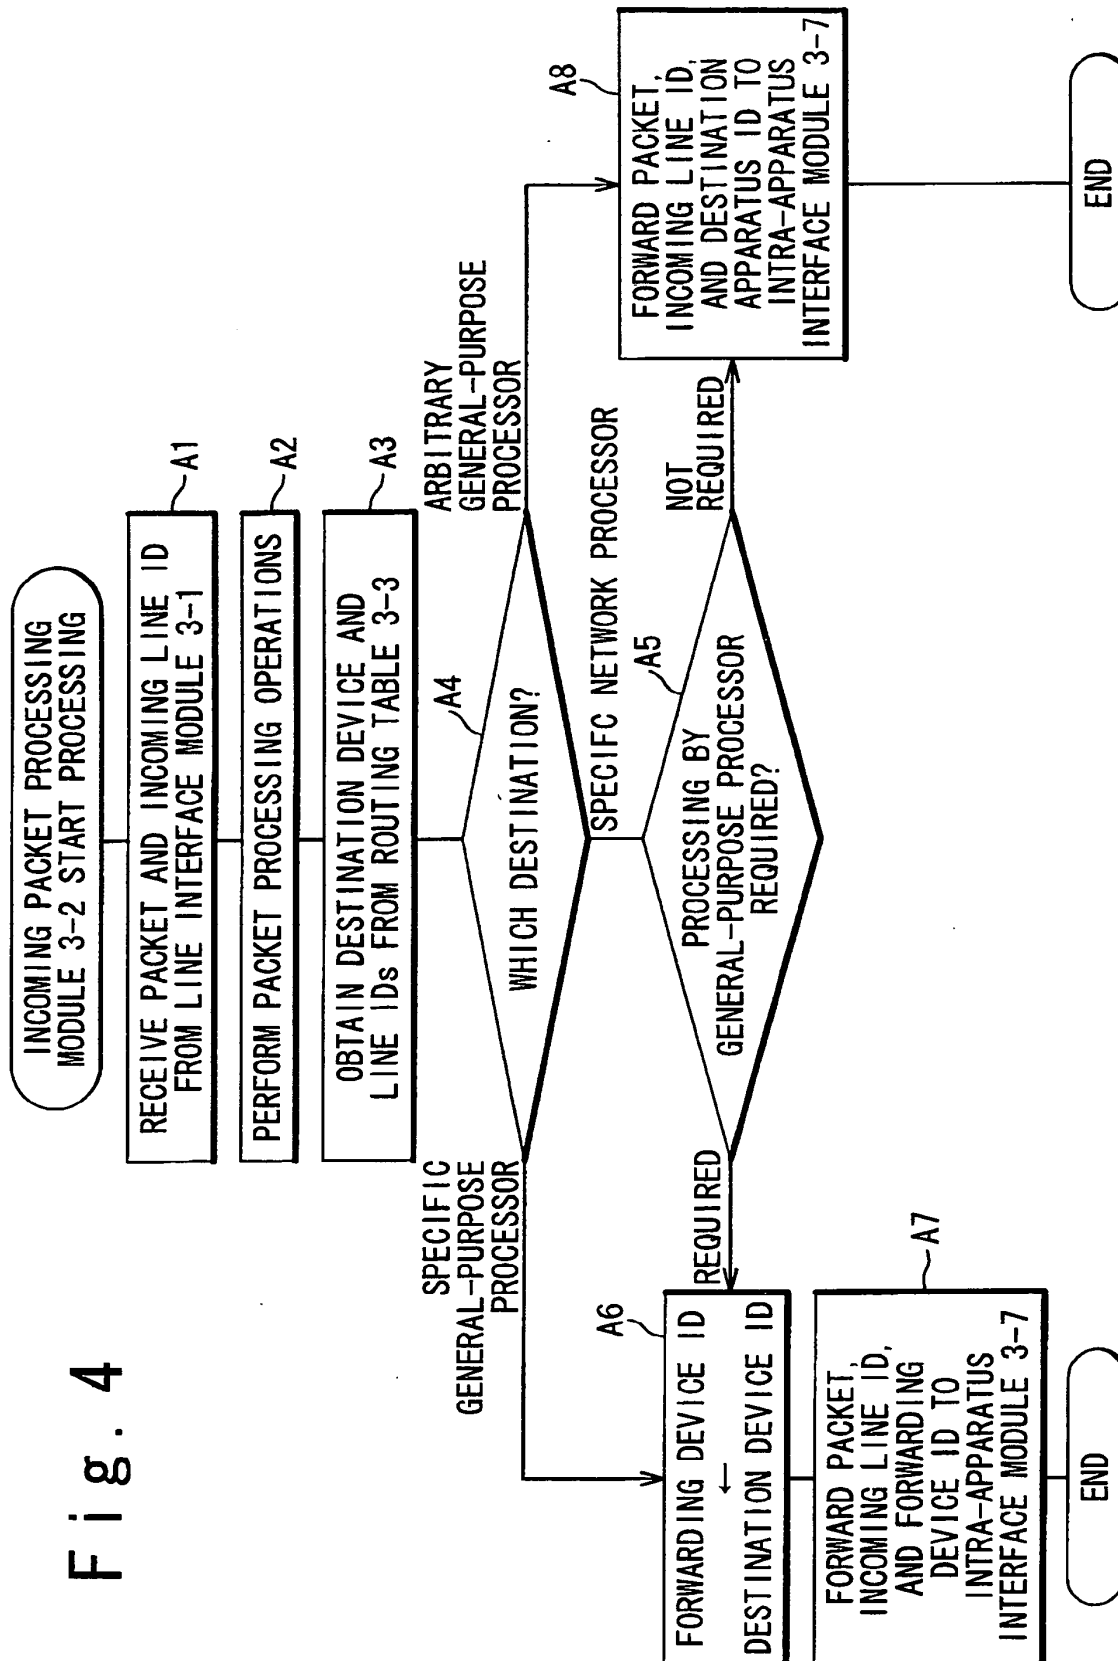 Fig. 4
INCOMING PACKET PROCESSING
MODULE 3-2 START PROCESSING
RECEIVE PACKET AND INCOMING LINE ID
FROM LINE INTERFACE MODULE 3-1
A1
PERFORM PACKET PROCESSING OPERATIONS
A2
OBTAIN DESTINATION DEVICE AND
LINE IDs FROM ROUTING TABLE 3-3
A3
WHICH DESTINATION?
A4
SPECIFIC
GENERAL-PURPOSE
PROCESSOR
ARBITRARY
GENERAL-PURPOSE
PROCESSOR
SPECIFC NETWORK PROCESSOR
PROCESSING BY
GENERAL-PURPOSE PROCESSOR
REQUIRED?
A5
REQUIRED
NOT
REQUIRED
FORWARDING DEVICE ID
←
DESTINATION DEVICE ID
A6
FORWARD PACKET,
INCOMING LINE ID,
AND FORWARDING
DEVICE ID TO
INTRA-APPARATUS
INTERFACE MODULE 3-7
A7
END
FORWARD PACKET,
INCOMING LINE ID,
AND DESTINATION
APPARATUS ID TO
INTRA-APPARATUS
INTERFACE MODULE 3-7
A8
END